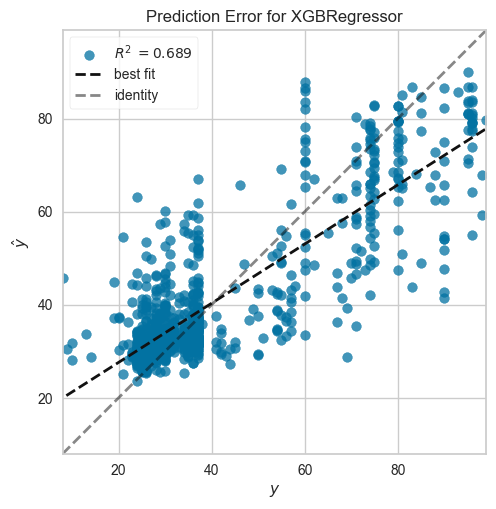 Prediction Error for XGBRegressor
R² = 0.689
best fit
identity
80
60
40
20
ŷ
20 40 60 80
y